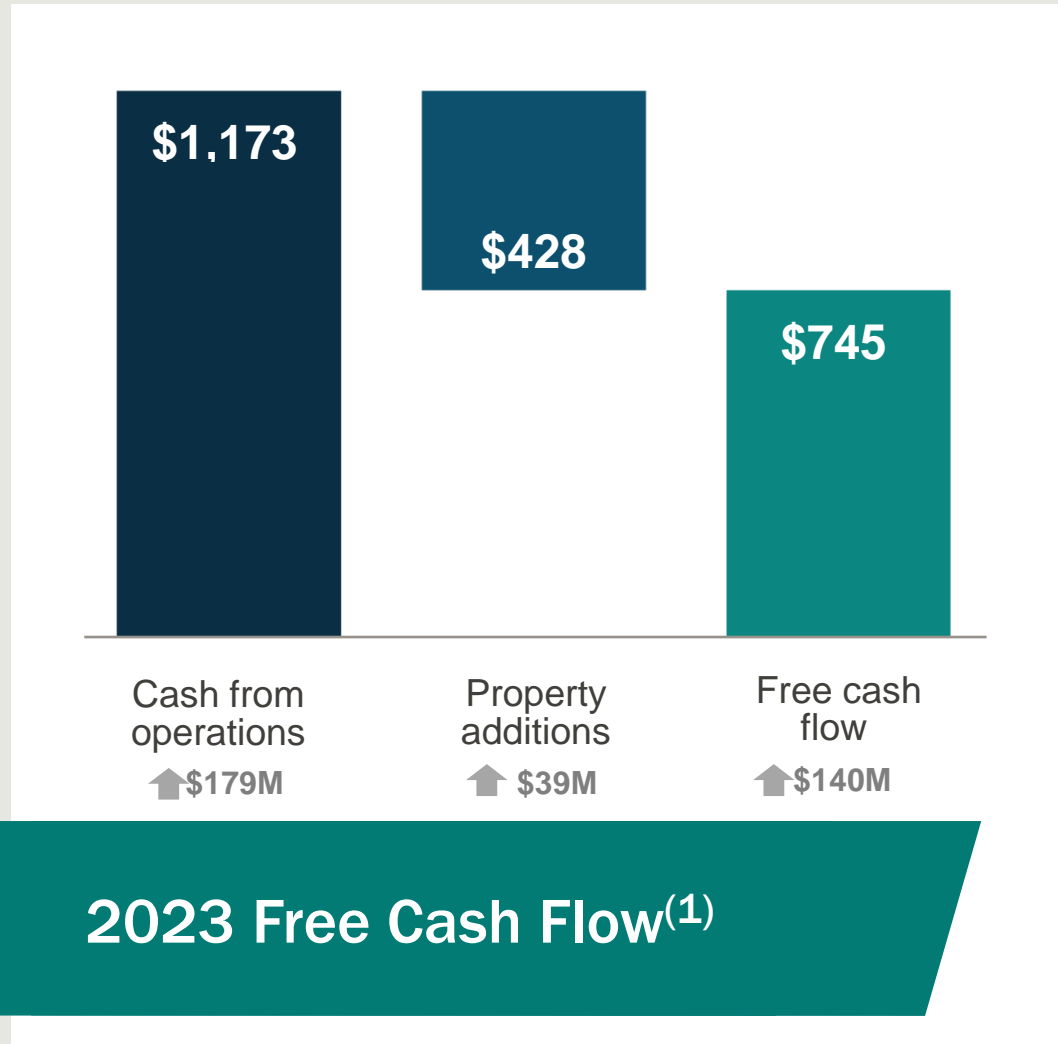 $1,173
$428
$745
Cash from
operations
$179M
Property
additions
$39M
Free cash
flow
$140M
2023 Free Cash Flow(1)